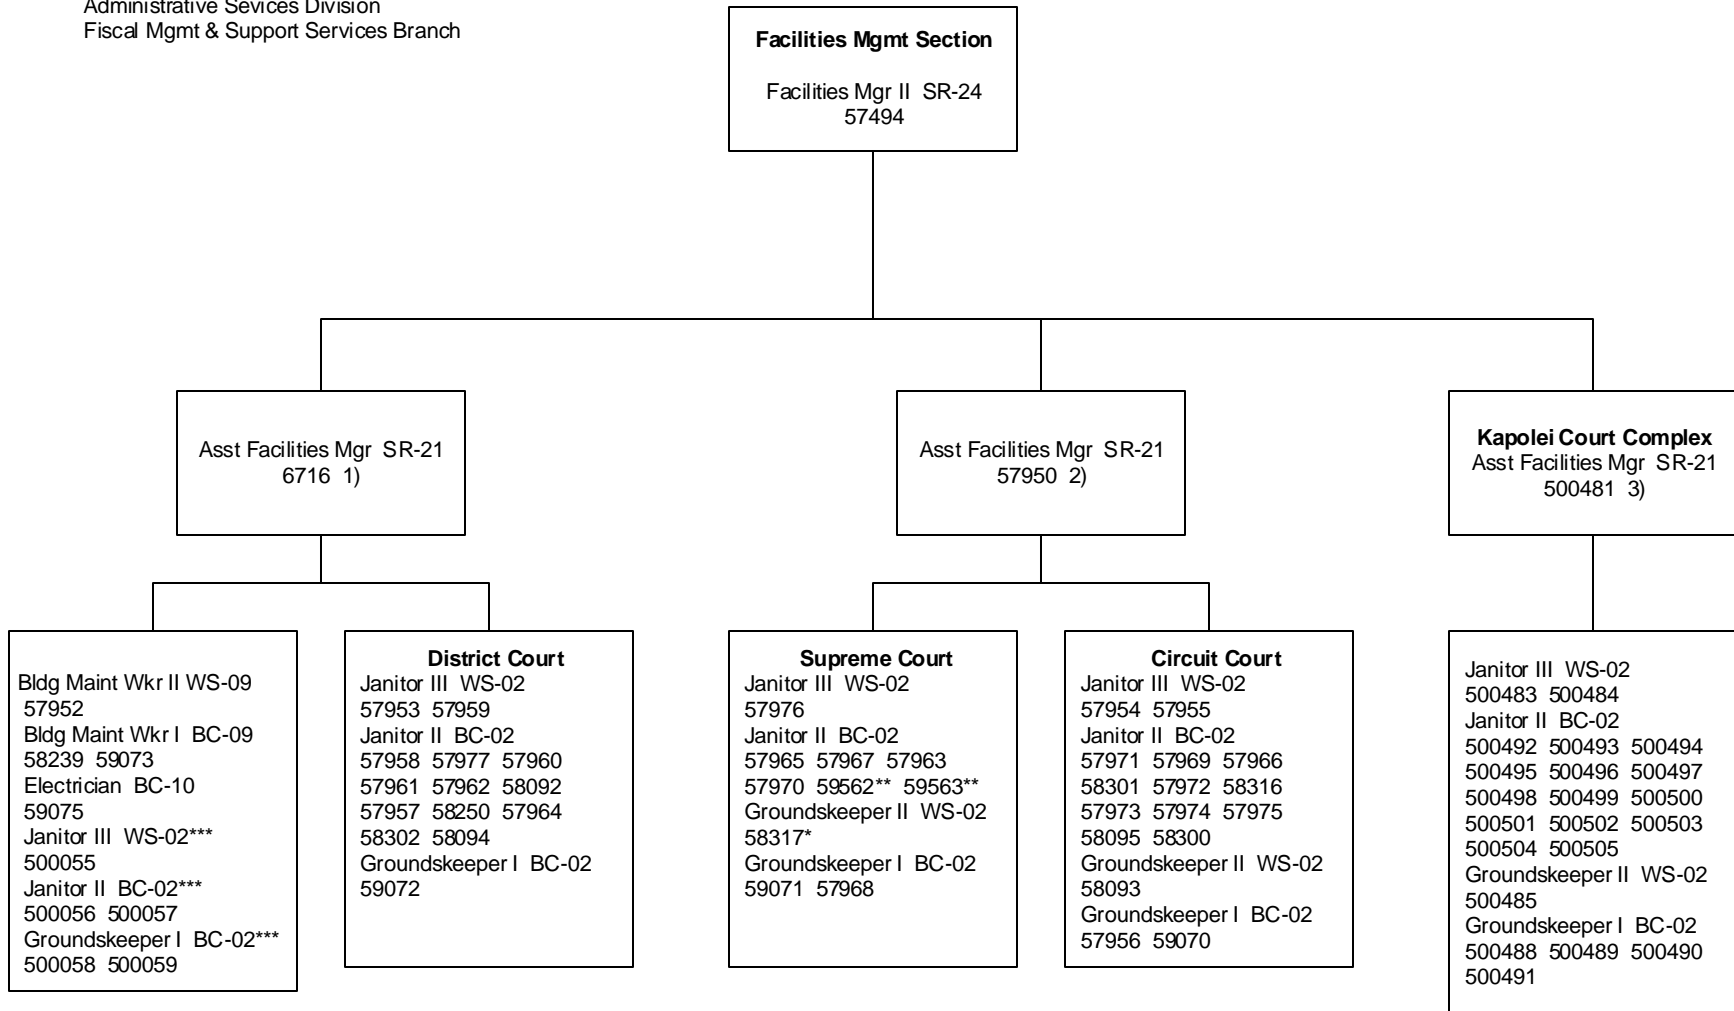 Administrative Sevices Division
Fiscal Mgmt & Support Services Branch
Facilities Mgmt Section
Facilities Mgr II SR-24
57494
Asst Facilities Mgr SR-21
6716 1)
Asst Facilities Mgr SR-21
57950 2)
Kapolei Court Complex
Asst Facilities Mgr SR-21
500481 3)
Bldg Maint Wkr II WS-09
57952
Bldg Maint Wkr I BC-09
58239 59073
Electrician BC-10
59075
Janitor III WS-02***
500055
Janitor II BC-02***
500056 500057
Groundskeeper I BC-02***
500058 500059
District Court
Janitor III WS-02
57953 57959
Janitor II BC-02
57958 57977 57960
57961 57962 58092
57957 58250 57964
58302 58094
Groundskeeper I BC-02
59072
Supreme Court
Janitor III WS-02
57976
Janitor II BC-02
57965 57967 57963
57970 59562** 59563**
Groundskeeper II WS-02
58317*
Groundskeeper I BC-02
59071 57968
Circuit Court
Janitor III WS-02
57954 57955
Janitor II BC-02
57971 57969 57966
58301 57972 58316
57973 57974 57975
58095 58300
Groundskeeper II WS-02
58093
Groundskeeper I BC-02
57956 59070
Janitor III WS-02
500483 500484
Janitor II BC-02
500492 500493 500494
500495 500496 500497
500498 500499 500500
500501 500502 500503
500504 500505
Groundskeeper II WS-02
500485
Groundskeeper I BC-02
500488 500489 500490
500491